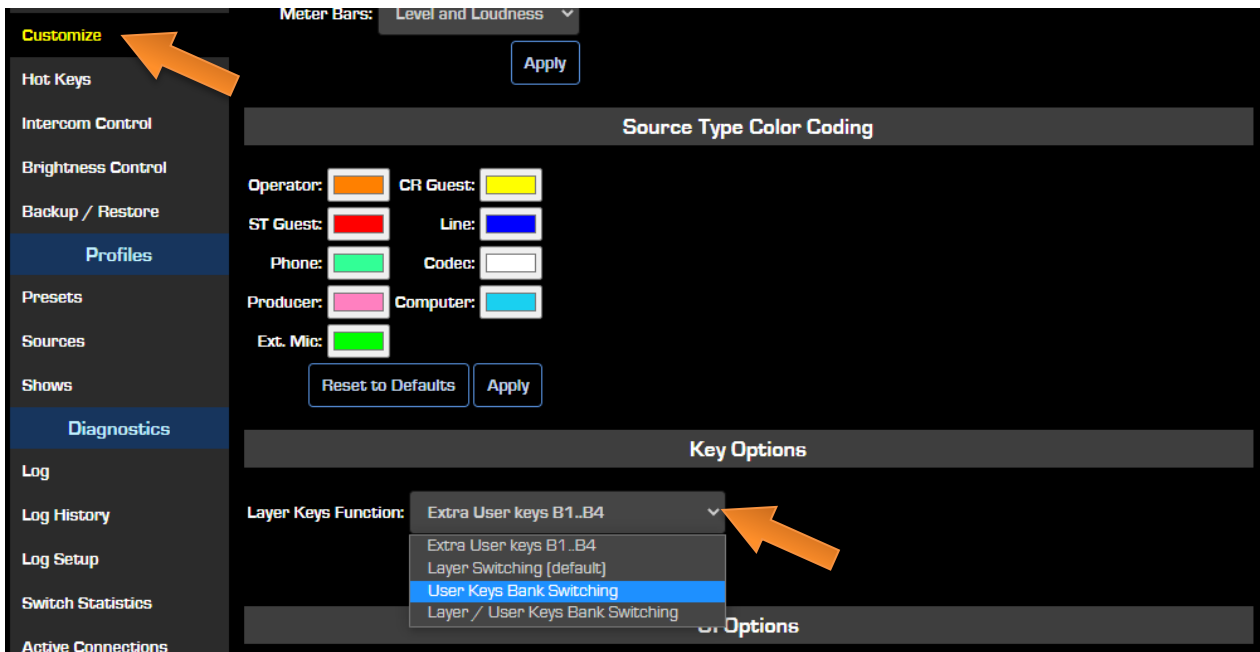 Customize
Hot Keys
Intercom Control
Brightness Control
Backup / Restore
Profiles
Presets
Sources
Shows
Diagnostics
Log
Log History
Log Setup
Switch Statistics
Active Connections
Meter Bars: Level and Loudness
Apply
Source Type Color Coding
Operator: CR Guest:
ST Guest: Line:
Phone: Codec:
Producer: Computer:
Ext. Mic:
Reset to Defaults Apply
Key Options
Layer Keys Function: Extra User keys B1..B4
Extra User keys B1..B4
Layer Switching (default)
User Keys Bank Switching
Layer / User Keys Bank Switching
Options